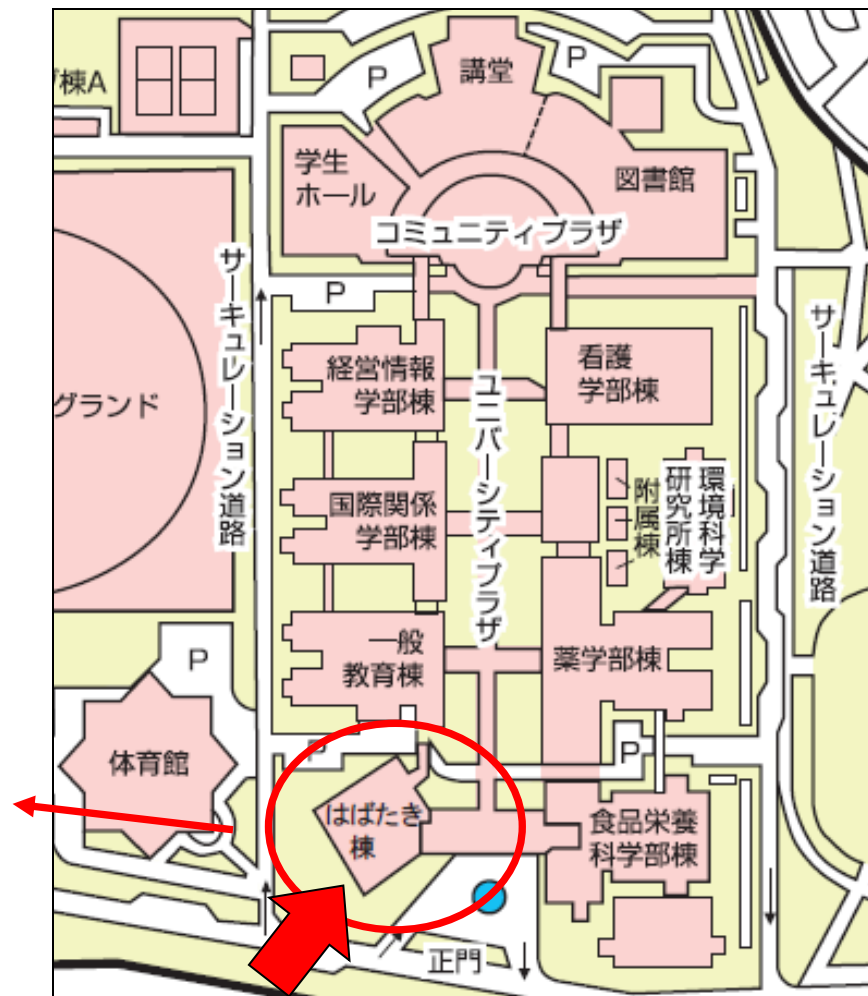 ブ棟A
P
講堂
P
学生
ホール
図書館
コミュニティプラザ
サーキュレーション道路
P
サーキュレーション道路
経営情報
学部棟
ユニバーシティプラザ
看護
学部棟
グランド
国際関係
学部棟
附属棟
環境科学
研究所棟
一般
教育棟
薬学部棟
P
体育館
P
P
はばたき
棟
食品栄養
科学部棟
正門